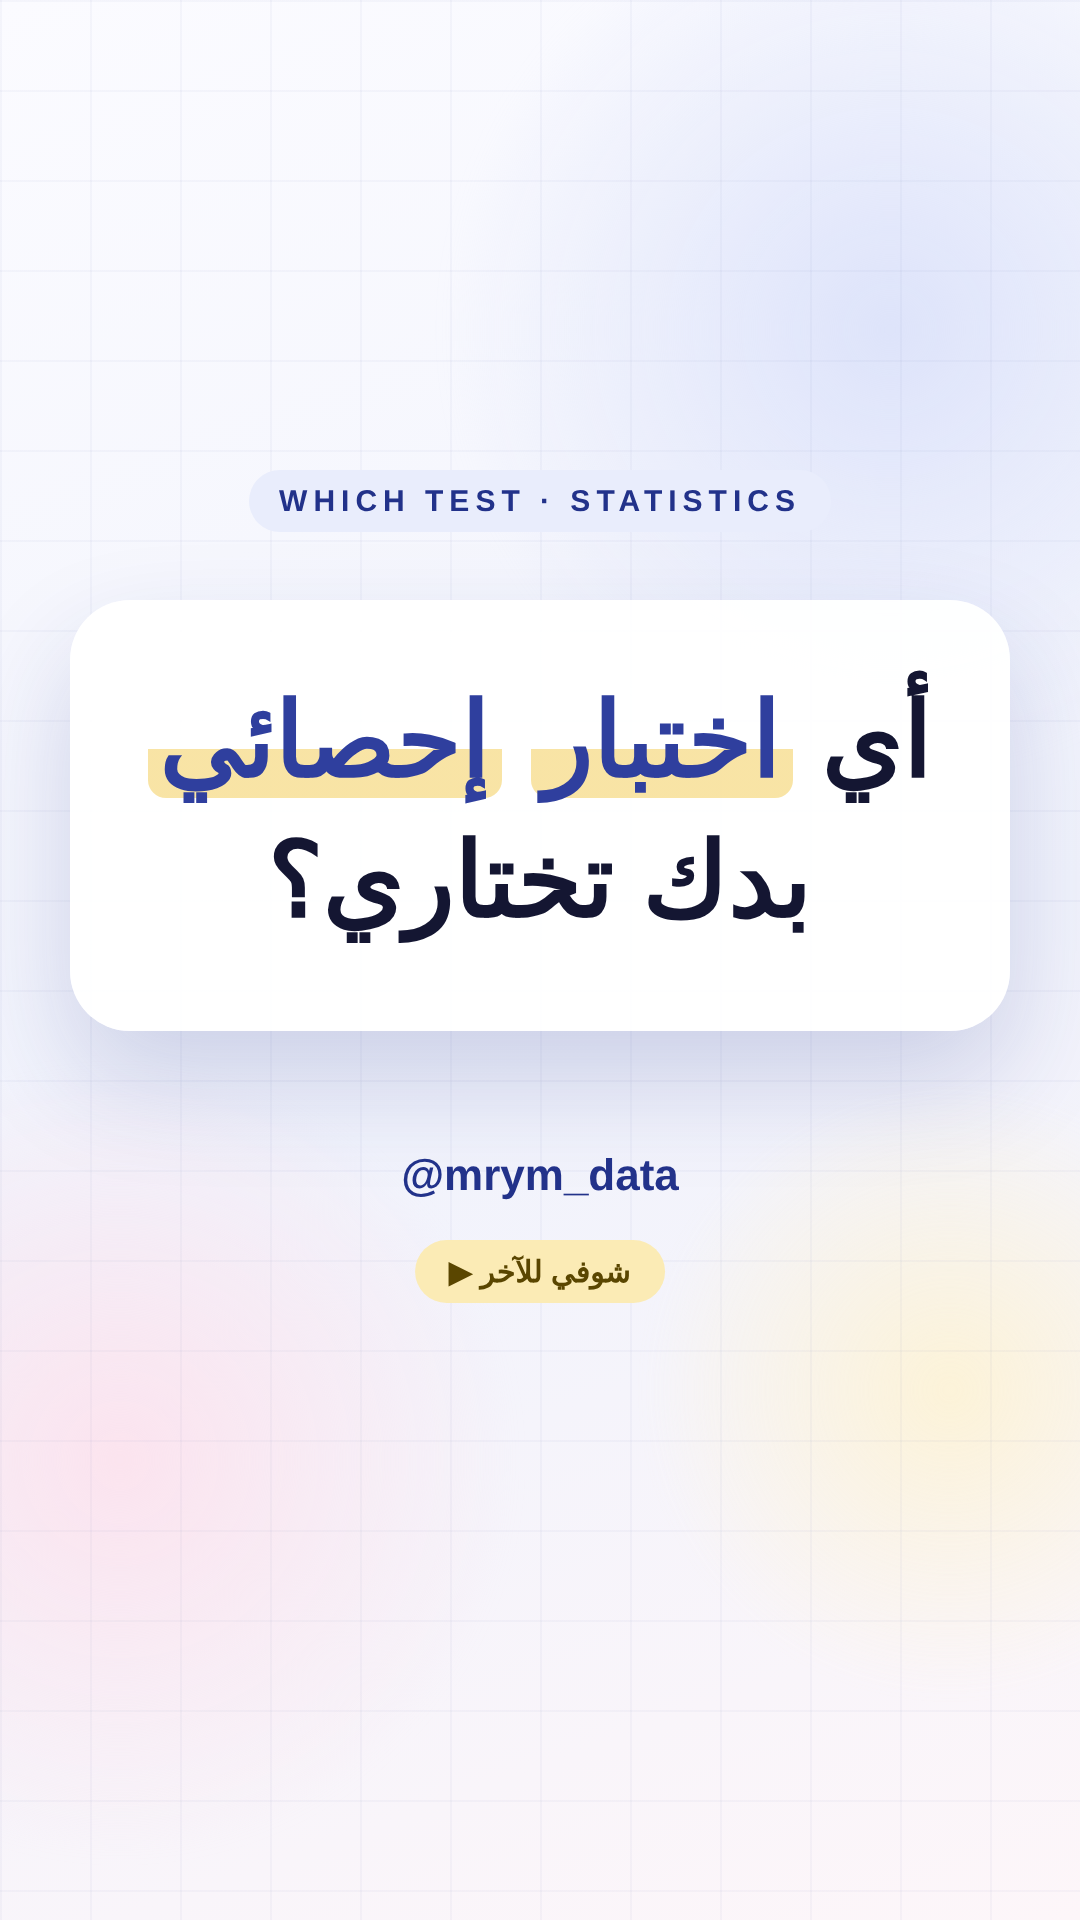 WHICH TEST · STATISTICS
أي اختبار إحصائي
بدك تختاري؟
@mrym_data
شوفي للآخر ▶